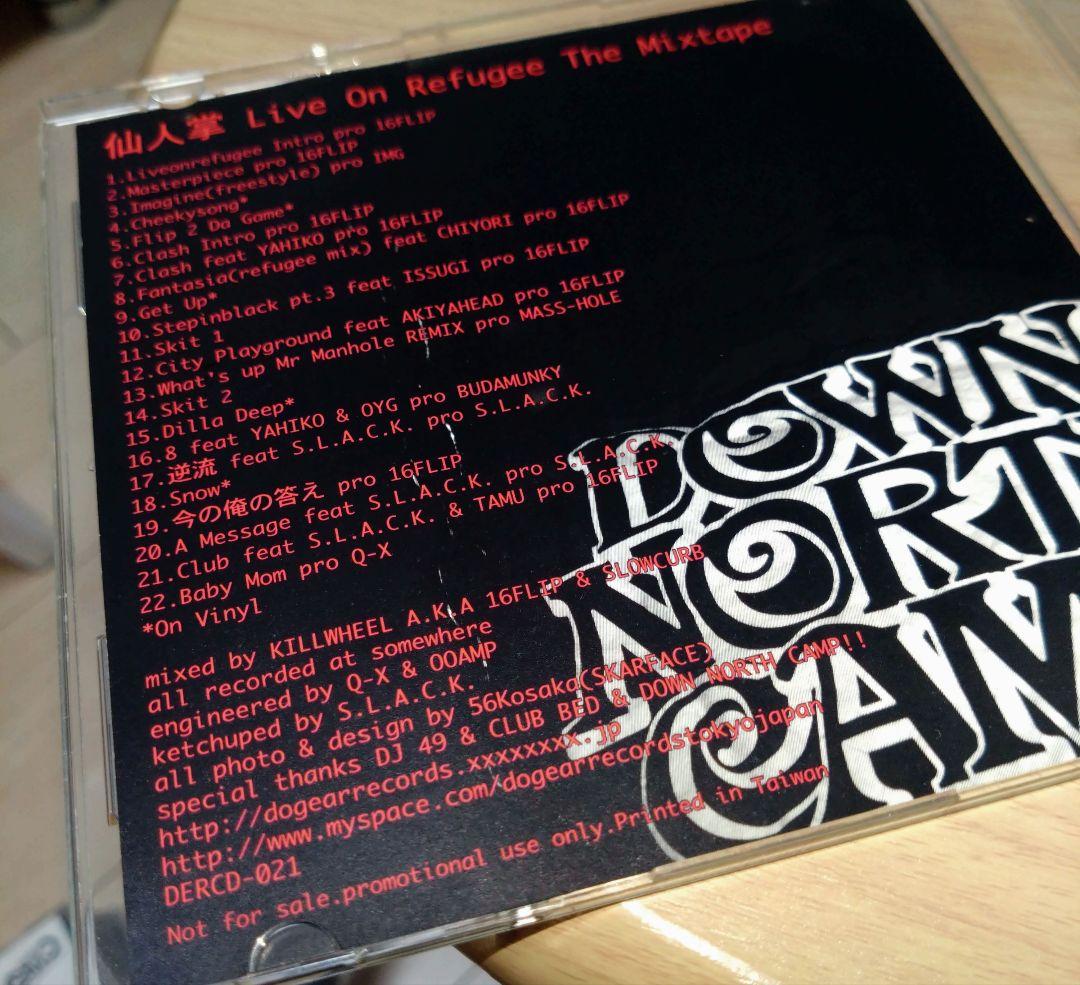 仙人掌 Live On Refugee The Mixtape
1.Liveonrefugee Intro pro 16FLIP
2.Masterpiece pro 16FLIP
3.Imagine(freestyle) pro IMG
4.Cheekysong*
5.Flip 2 Da Game*
6.Clash Intro pro 16FLIP
7.Clash feat YAHIKO pro 16FLIP
8.Fantasia(refugee mix) feat CHIYORI pro 16FLIP
9.Get Up*
10.Stepinblack pt.3 feat ISSUGI pro 16FLIP
11.Skit 1
12.City Playground feat AKIYAHEAD pro 16FLIP
13.What's up Mr Manhole REMIX pro MASS-HOLE
14.Skit 2
15.Dilla Deep*
16.8 feat YAHIKO & OYG pro BUDAMUNKY
17.逆流 feat S.L.A.C.K. pro S.L.A.C.K.
18.Snow*
19.今の俺の答え pro 16FLIP
20.A Message feat S.L.A.C.K. pro S.L.A.C.K.
21.Club feat S.L.A.C.K. & TAMU pro 16FLIP
22.Baby Mom pro Q-X
*On Vinyl
mixed by KILLWHEEL A.K.A 16FLIP & SLOWCURB
all recorded at somewhere
engineered by Q-X & OOAMP
ketchuped by S.L.A.C.K.
all photo & design by 56Kosaka(SKARFACE)
special thanks DJ 49 & CLUB BED & DOWN NORTH CAMP!!
http://dogearrecords.xxxxxxxx.jp
http://www.myspace.com/dogearrecordstokyojapan
DERCD-021
Not for sale.promotional use only.Printed in Taiwan
DOWN
NORT
CAM